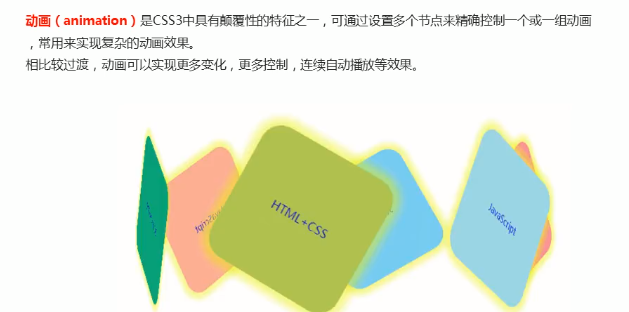 动画（animation）是CSS3中具有颠覆性的特征之一，可通过设置多个节点来精确控制一个或一组动画
，常用来实现复杂的动画效果。
相比较过渡，动画可以实现更多变化，更多控制，连续自动播放等效果。
HTML+CSS
JavaScript